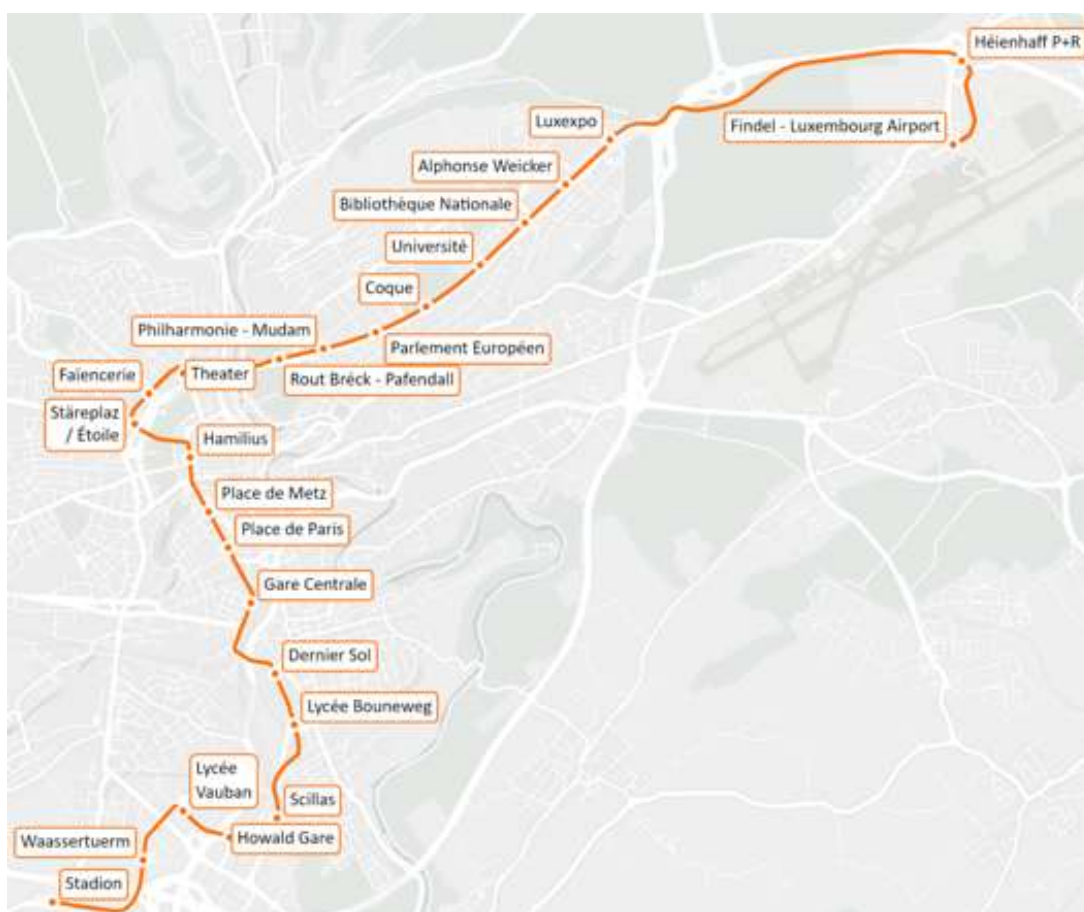 Héienhaff P+R
Findel - Luxembourg Airport
Luxexpo
Alphonse Weicker
Bibliothèque Nationale
Université
Coque
Parlement Européen
Philharmonie - Mudam
Rout Bréck - Pafendall
Theater
Faïencerie
Stäreplaz
/ Étoile
Hamilius
Place de Metz
Place de Paris
Gare Centrale
Dernier Sol
Lycée Bouneweg
Scillas
Howald Gare
Lycée
Vauban
Waassertuerm
Stadion